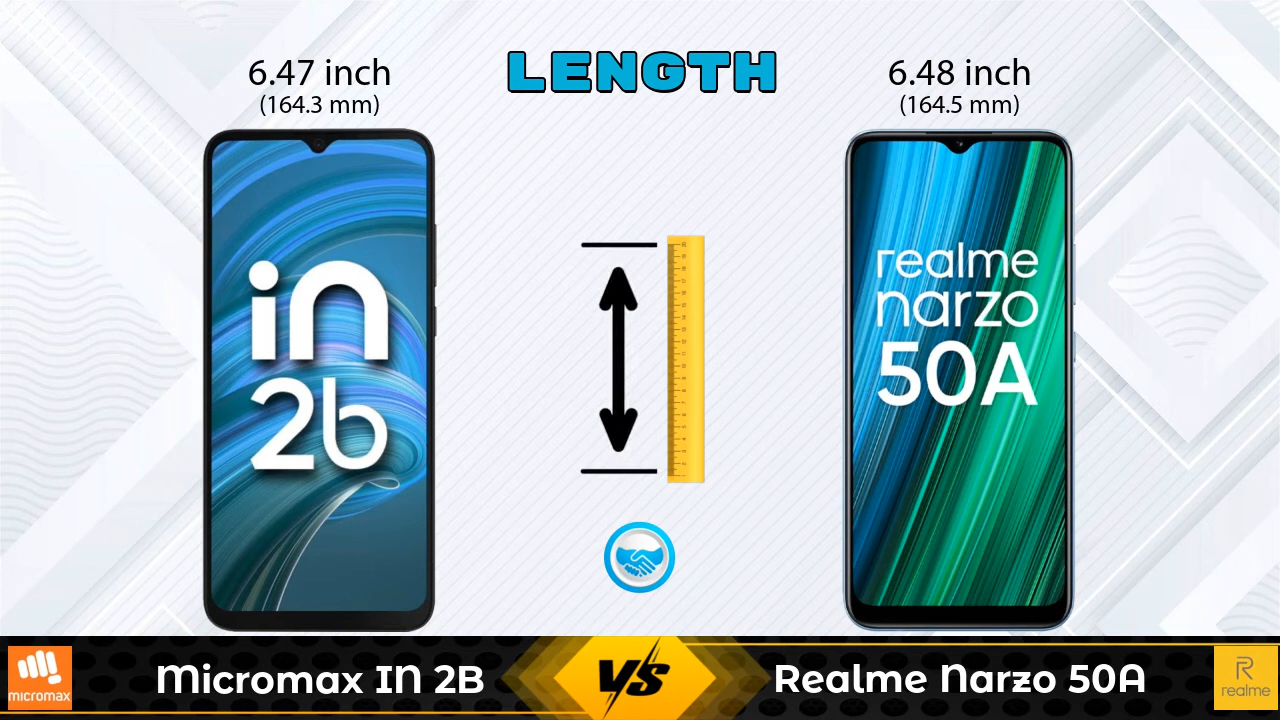 LENGTH
6.47 inch
(164.3 mm)
6.48 inch
(164.5 mm)
in
2b
realme
narzo
50A
micromax
Micromax IN 2B
VS
Realme Narzo 50A
R
realme